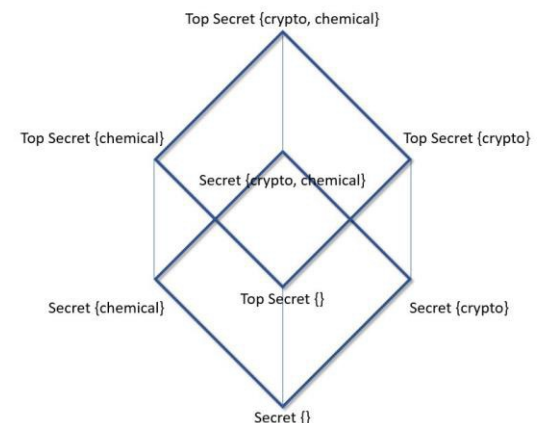 Top Secret {crypto, chemical}
Top Secret {chemical}
Top Secret {crypto}
Secret {crypto, chemical}
Top Secret {}
Secret {chemical}
Secret {crypto}
Secret {}